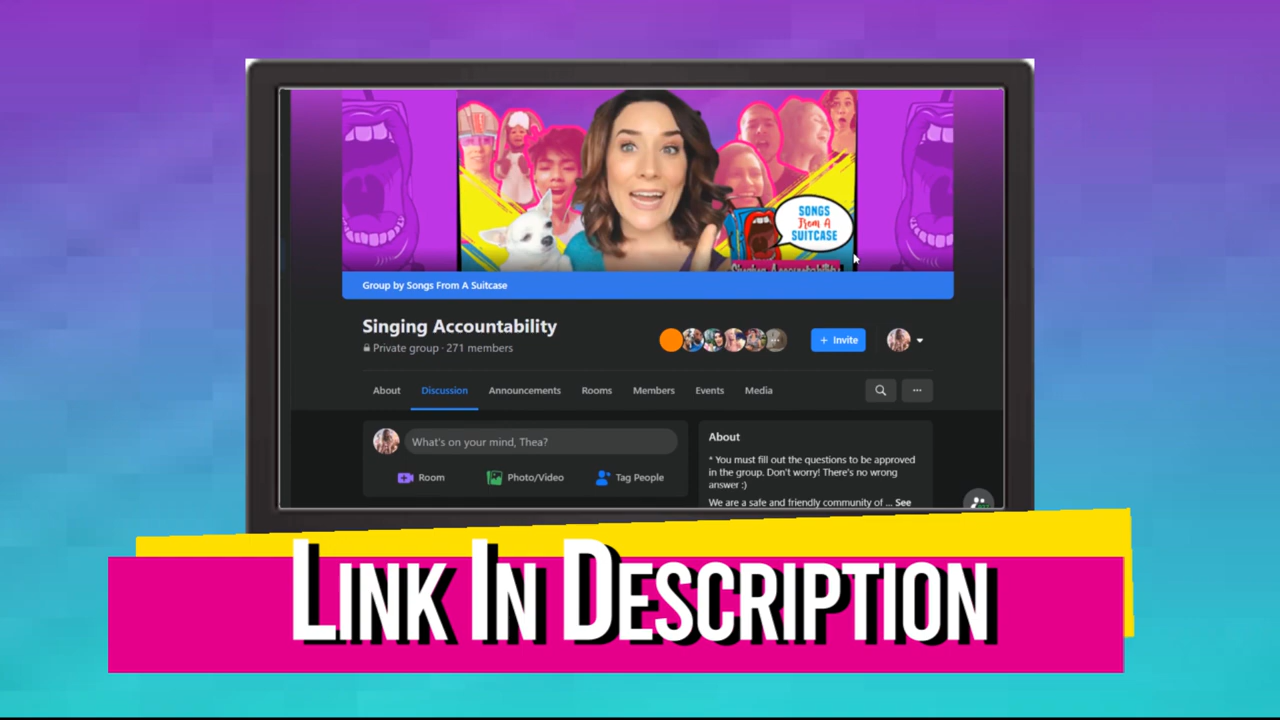 SONGS
From A
SUITCASE
Singing Accountability
Group by Songs From A Suitcase
Singing Accountability
Private group · 271 members
+ Invite
About
Discussion
Announcements
Rooms
Members
Events
Media
What's on your mind, Thea?
Room
Photo/Video
Tag People
About
* You must fill out the questions to be approved
in the group. Don't worry! There's no wrong
answer :)
We are a safe and friendly community of ... See
LINK IN DESCRIPTION